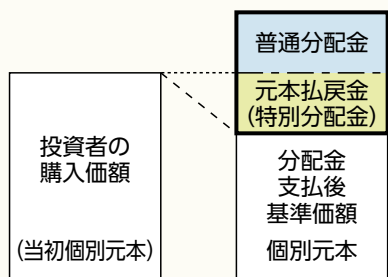 普通分配金
元本払戻金
(特別分配金)
投資者の
購入価額
(当初個別元本)
分配金
支払後
基準価額
個別元本